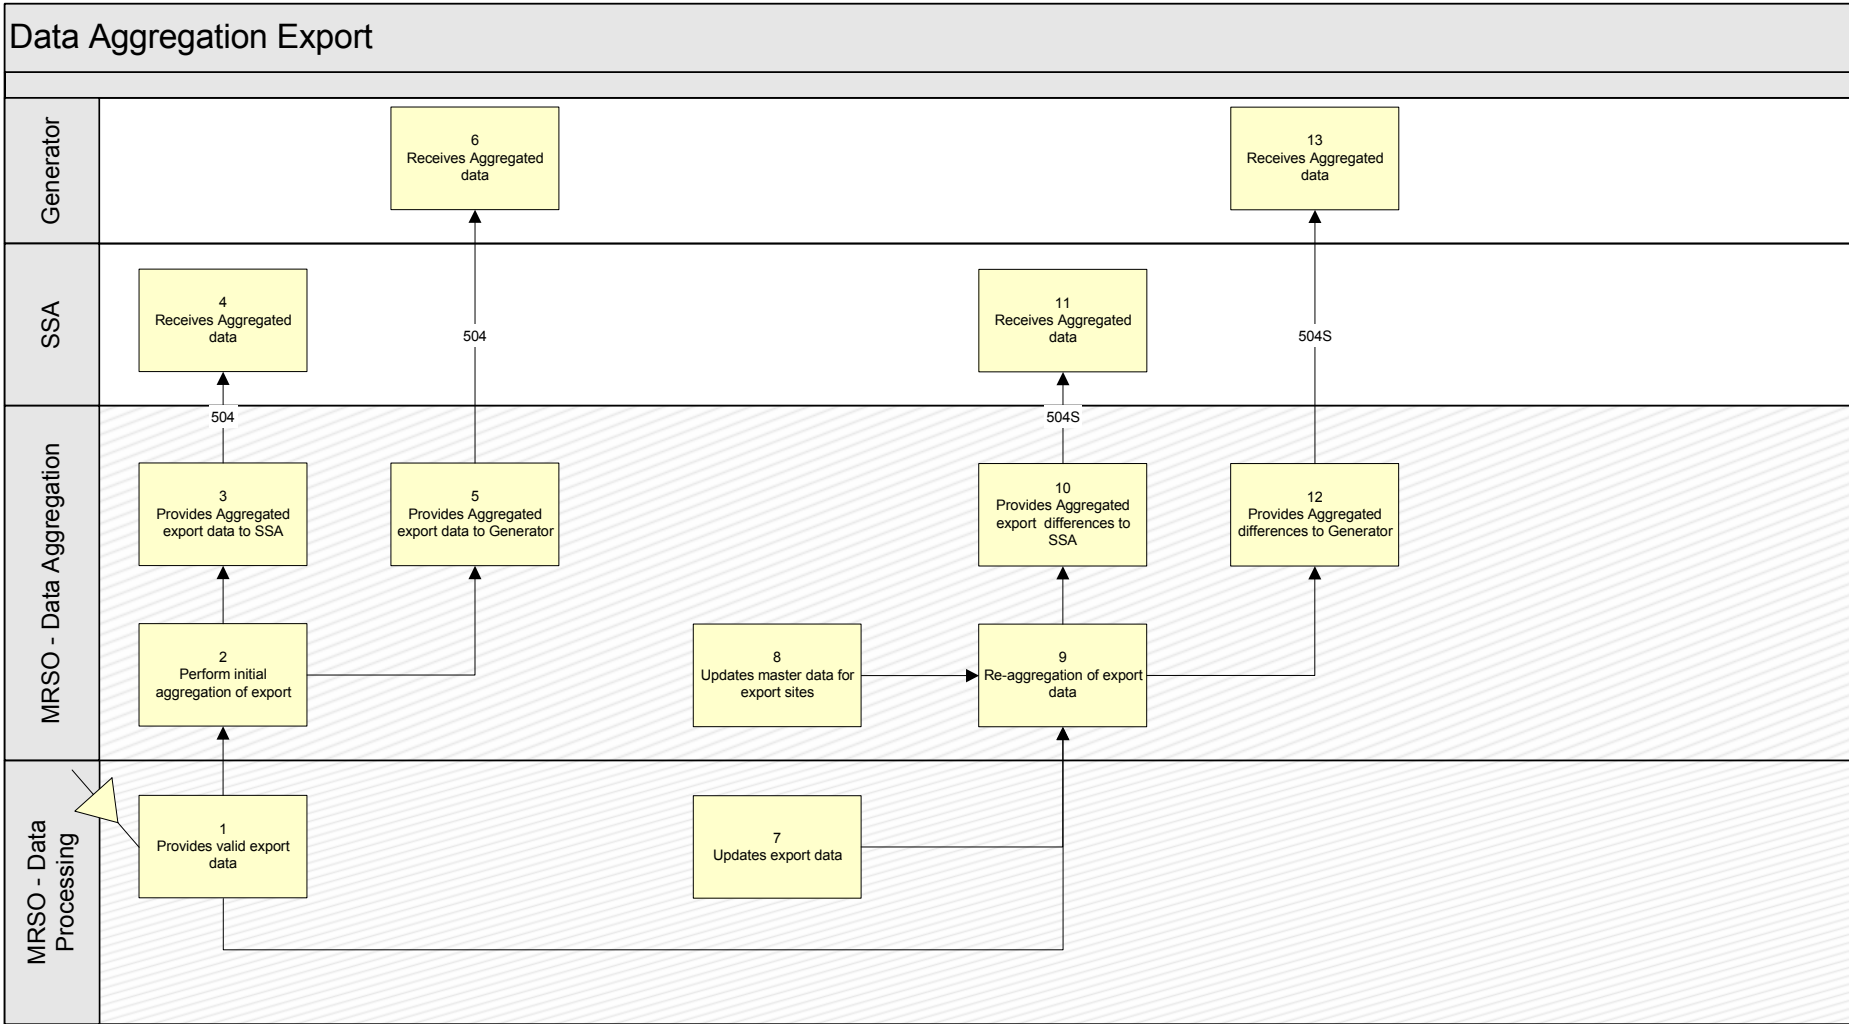 Data Aggregation Export
Generator
6
Receives Aggregated
data
13
Receives Aggregated
data
SSA
4
Receives Aggregated
data
504
11
Receives Aggregated
data
504S
504
504S
MRSO - Data Aggregation
3
Provides Aggregated
export data to SSA
5
Provides Aggregated
export data to Generator
10
Provides Aggregated
export differences to
SSA
12
Provides Aggregated
differences to Generator
2
Perform initial
aggregation of export
8
Updates master data for
export sites
9
Re-aggregation of export
data
MRSO - Data
Processing
1
Provides valid export
data
7
Updates export data